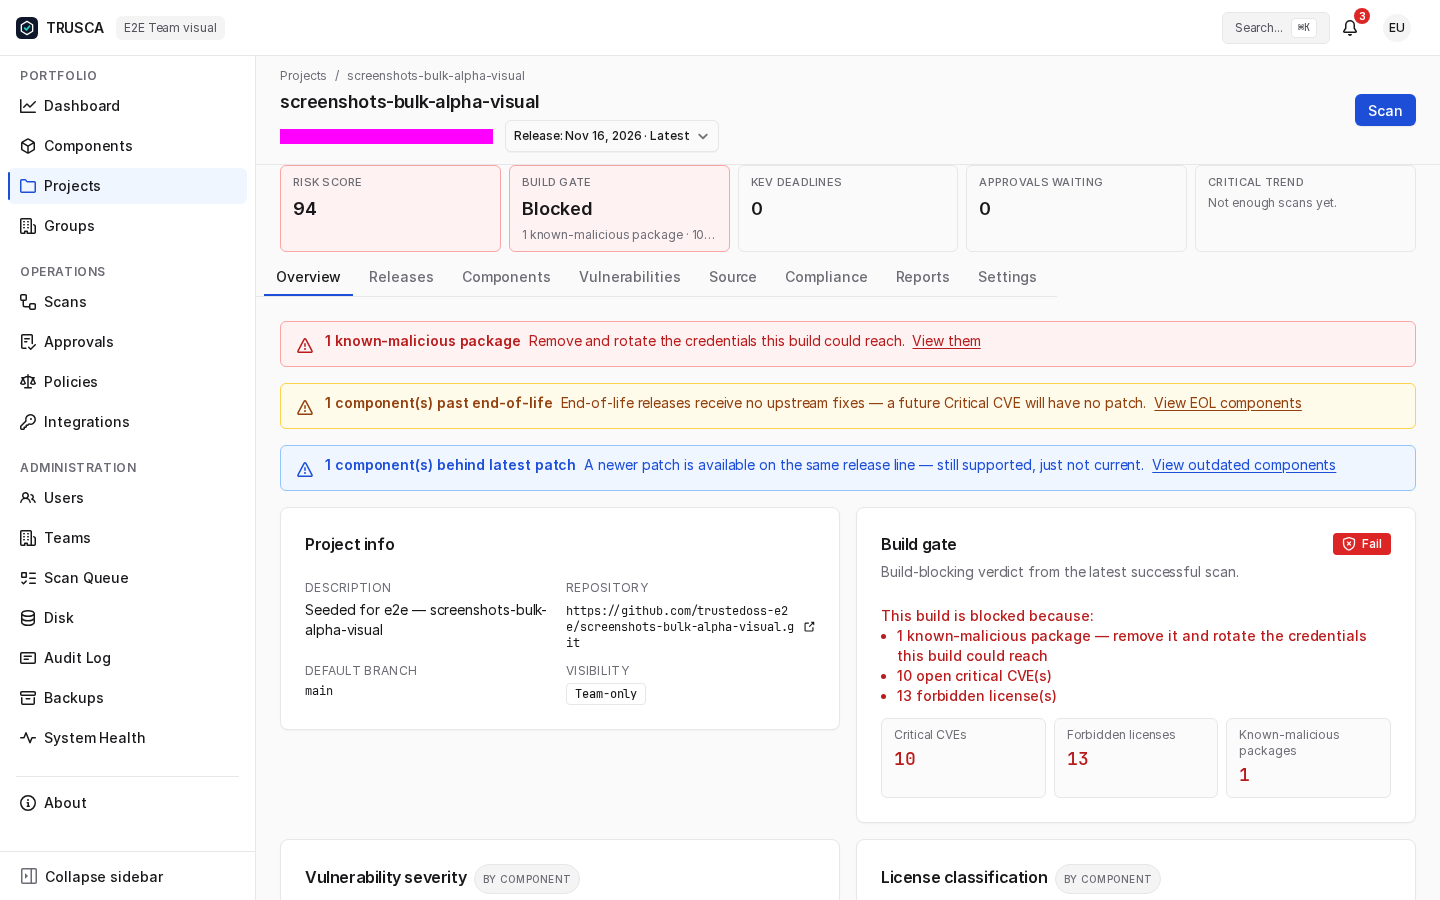 TRUSCA
E2E Team visual
Search...
⌘K
3
EU
PORTFOLIO
Dashboard
Components
Projects
Groups
OPERATIONS
Scans
Approvals
Policies
Integrations
ADMINISTRATION
Users
Teams
Scan Queue
Disk
Audit Log
Backups
System Health
About
Collapse sidebar
Projects / screenshots-bulk-alpha-visual
screenshots-bulk-alpha-visual
Release: Nov 16, 2026 · Latest
Scan
RISK SCORE
94
BUILD GATE
Blocked
1 known-malicious package · 10…
KEV DEADLINES
0
APPROVALS WAITING
0
CRITICAL TREND
Not enough scans yet.
Overview
Releases
Components
Vulnerabilities
Source
Compliance
Reports
Settings
1 known-malicious package Remove and rotate the credentials this build could reach. View them
1 component(s) past end-of-life End-of-life releases receive no upstream fixes — a future Critical CVE will have no patch. View EOL components
1 component(s) behind latest patch A newer patch is available on the same release line — still supported, just not current. View outdated components
Project info
DESCRIPTION
Seeded for e2e — screenshots-bulk-
alpha-visual
REPOSITORY
https://github.com/trustedoss-e2
e/screenshots-bulk-alpha-visual.g
it
DEFAULT BRANCH
main
VISIBILITY
Team-only
Build gate
Fail
Build-blocking verdict from the latest successful scan.
This build is blocked because:
• 1 known-malicious package — remove it and rotate the credentials
this build could reach
• 10 open critical CVE(s)
• 13 forbidden license(s)
Critical CVEs
10
Forbidden licenses
13
Known-malicious
packages
1
Vulnerability severity
BY COMPONENT
License classification
BY COMPONENT